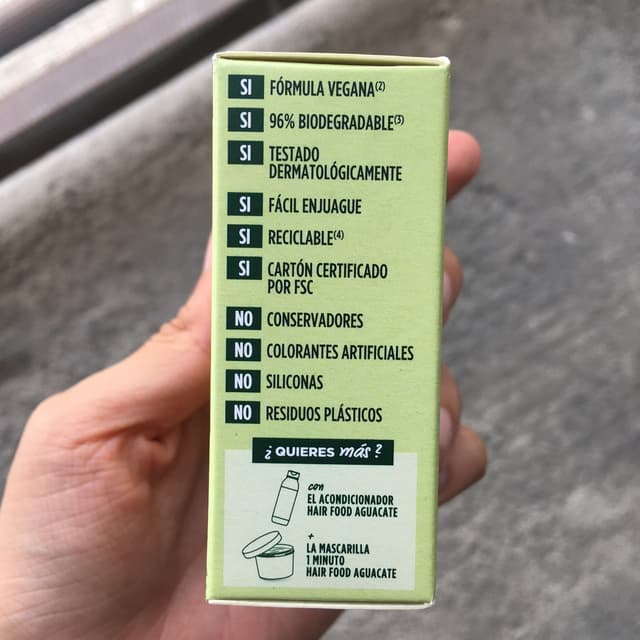 SI FÓRMULA VEGANA(2)
SI 96% BIODEGRADABLE(3)
SI TESTADO
DERMATOLÓGICAMENTE
SI FÁCIL ENJUAGUE
SI RECICLABLE(4)
SI CARTÓN CERTIFICADO
POR FSC
NO CONSERVADORES
NO COLORANTES ARTIFICIALES
NO SILICONAS
NO RESIDUOS PLÁSTICOS
¿QUIERES más?
con
EL ACONDICIONADOR
HAIR FOOD AGUACATE
+
LA MASCARILLA
1 MINUTO
HAIR FOOD AGUACATE